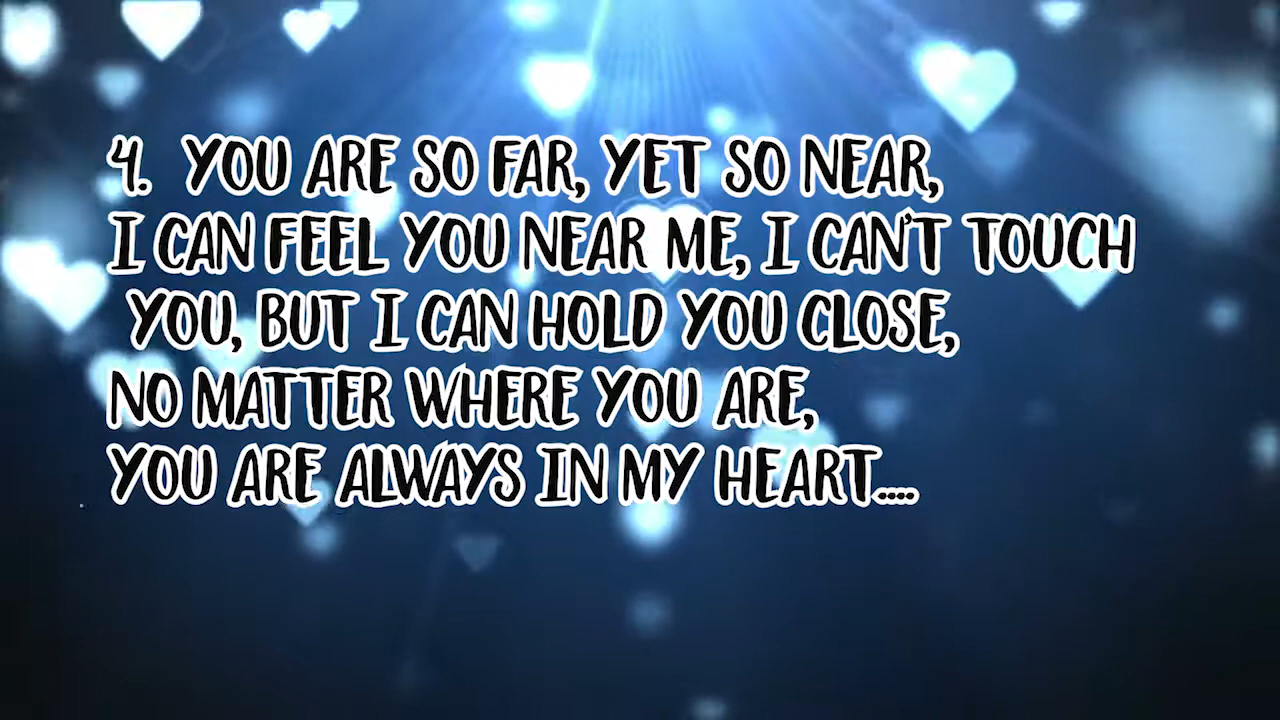 4. YOU ARE SO FAR, YET SO NEAR,
I CAN FEEL YOU NEAR ME, I CAN'T TOUCH
YOU, BUT I CAN HOLD YOU CLOSE,
NO MATTER WHERE YOU ARE,
YOU ARE ALWAYS IN MY HEART....